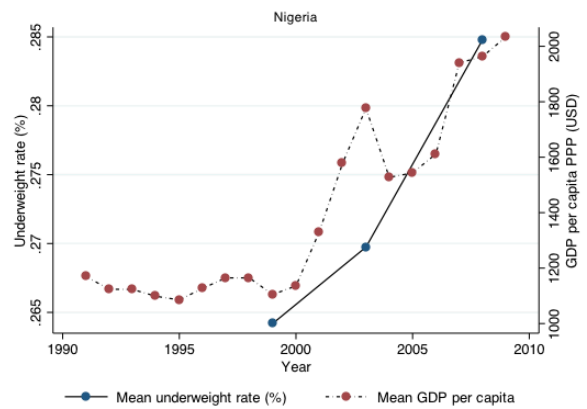 Nigeria
Underweight rate (%)
.285
.28
.275
.27
.265
2000
1800
1600
1400
1200
1000
GDP per capita PPP (USD)
1990 1995 2000 2005 2010
Year
Mean underweight rate (%) Mean GDP per capita